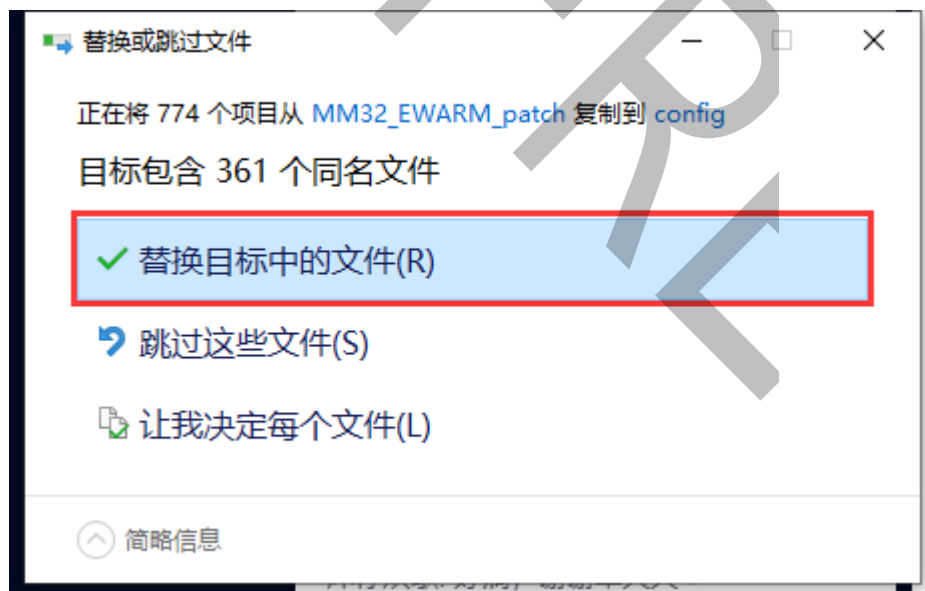 替换或跳过文件
正在将 774 个项目从 MM32_EWARM_patch 复制到 config
目标包含 361 个同名文件
替换目标中的文件(R)
跳过这些文件(S)
让我决定每个文件(L)
简略信息